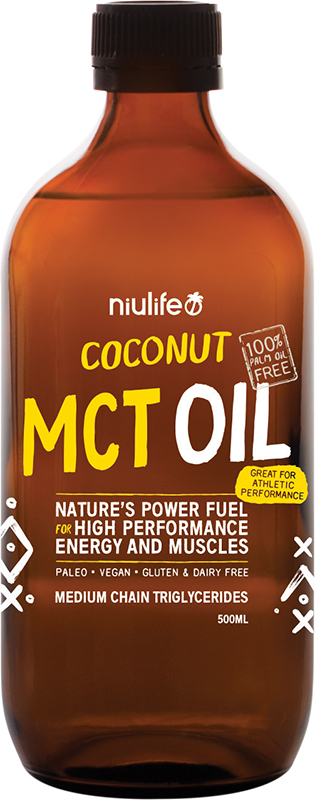 niulife
COCONUT
100%
PALM OIL
FREE
MCT OIL
GREAT FOR
ATHLETIC
PERFORMANCE
NATURE'S POWER FUEL
FOR HIGH PERFORMANCE
ENERGY AND MUSCLES
PALEO • VEGAN • GLUTEN & DAIRY FREE
MEDIUM CHAIN TRIGLYCERIDES
500ML